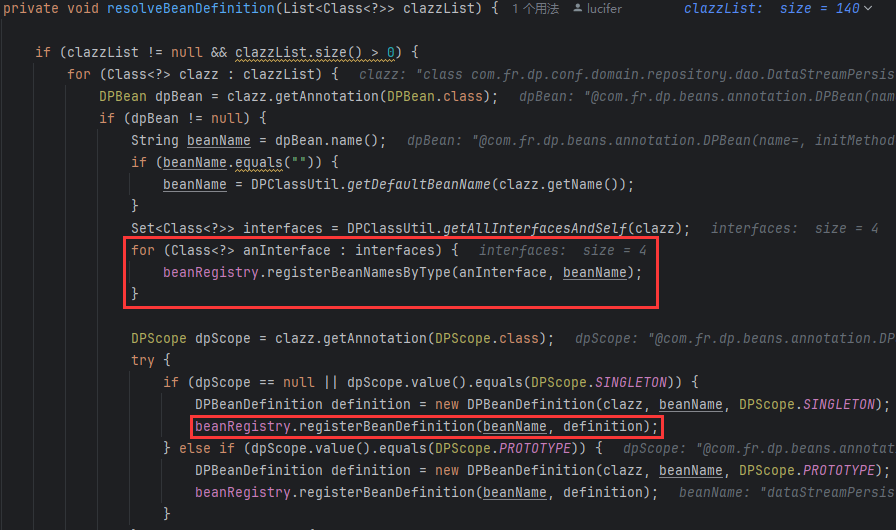 private void resolveBeanDefinition(List<Class<?>> clazzList) { 1 个用法 lucifer clazzList: size = 140
if (clazzList != null && clazzList.size() > 0) {
for (Class<?> clazz : clazzList) { clazz: "class com.fr.dp.conf.domain.repository.dao.DataStreamPersis
DPBean dpBean = clazz.getAnnotation(DPBean.class); dpBean: "@com.fr.dp.beans.annotation.DPBean(nam
if (dpBean != null) {
String beanName = dpBean.name(); dpBean: "@com.fr.dp.beans.annotation.DPBean(name=, initMethod
if (beanName.equals("")) {
beanName = DPClassUtil.getDefaultBeanName(clazz.getName());
}
Set<Class<?>> interfaces = DPClassUtil.getAllInterfacesAndSelf(clazz); interfaces: size = 4
for (Class<?> anInterface : interfaces) { interfaces: size = 4
beanRegistry.registerBeanNamesByType(anInterface, beanName);
}
DPScope dpScope = clazz.getAnnotation(DPScope.class); dpScope: "@com.fr.dp.beans.annotation.DP
try {
if (dpScope == null || dpScope.value().equals(DPScope.SINGLETON)) {
DPBeanDefinition definition = new DPBeanDefinition(clazz, beanName, DPScope.SINGLETON);
beanRegistry.registerBeanDefinition(beanName, definition);
} else if (dpScope.value().equals(DPScope.PROTOTYPE)) { dpScope: "@com.fr.dp.beans.annotat
DPBeanDefinition definition = new DPBeanDefinition(clazz, beanName, DPScope.PROTOTYPE);
beanRegistry.registerBeanDefinition(beanName, definition); beanName: "dataStreamPersis
}